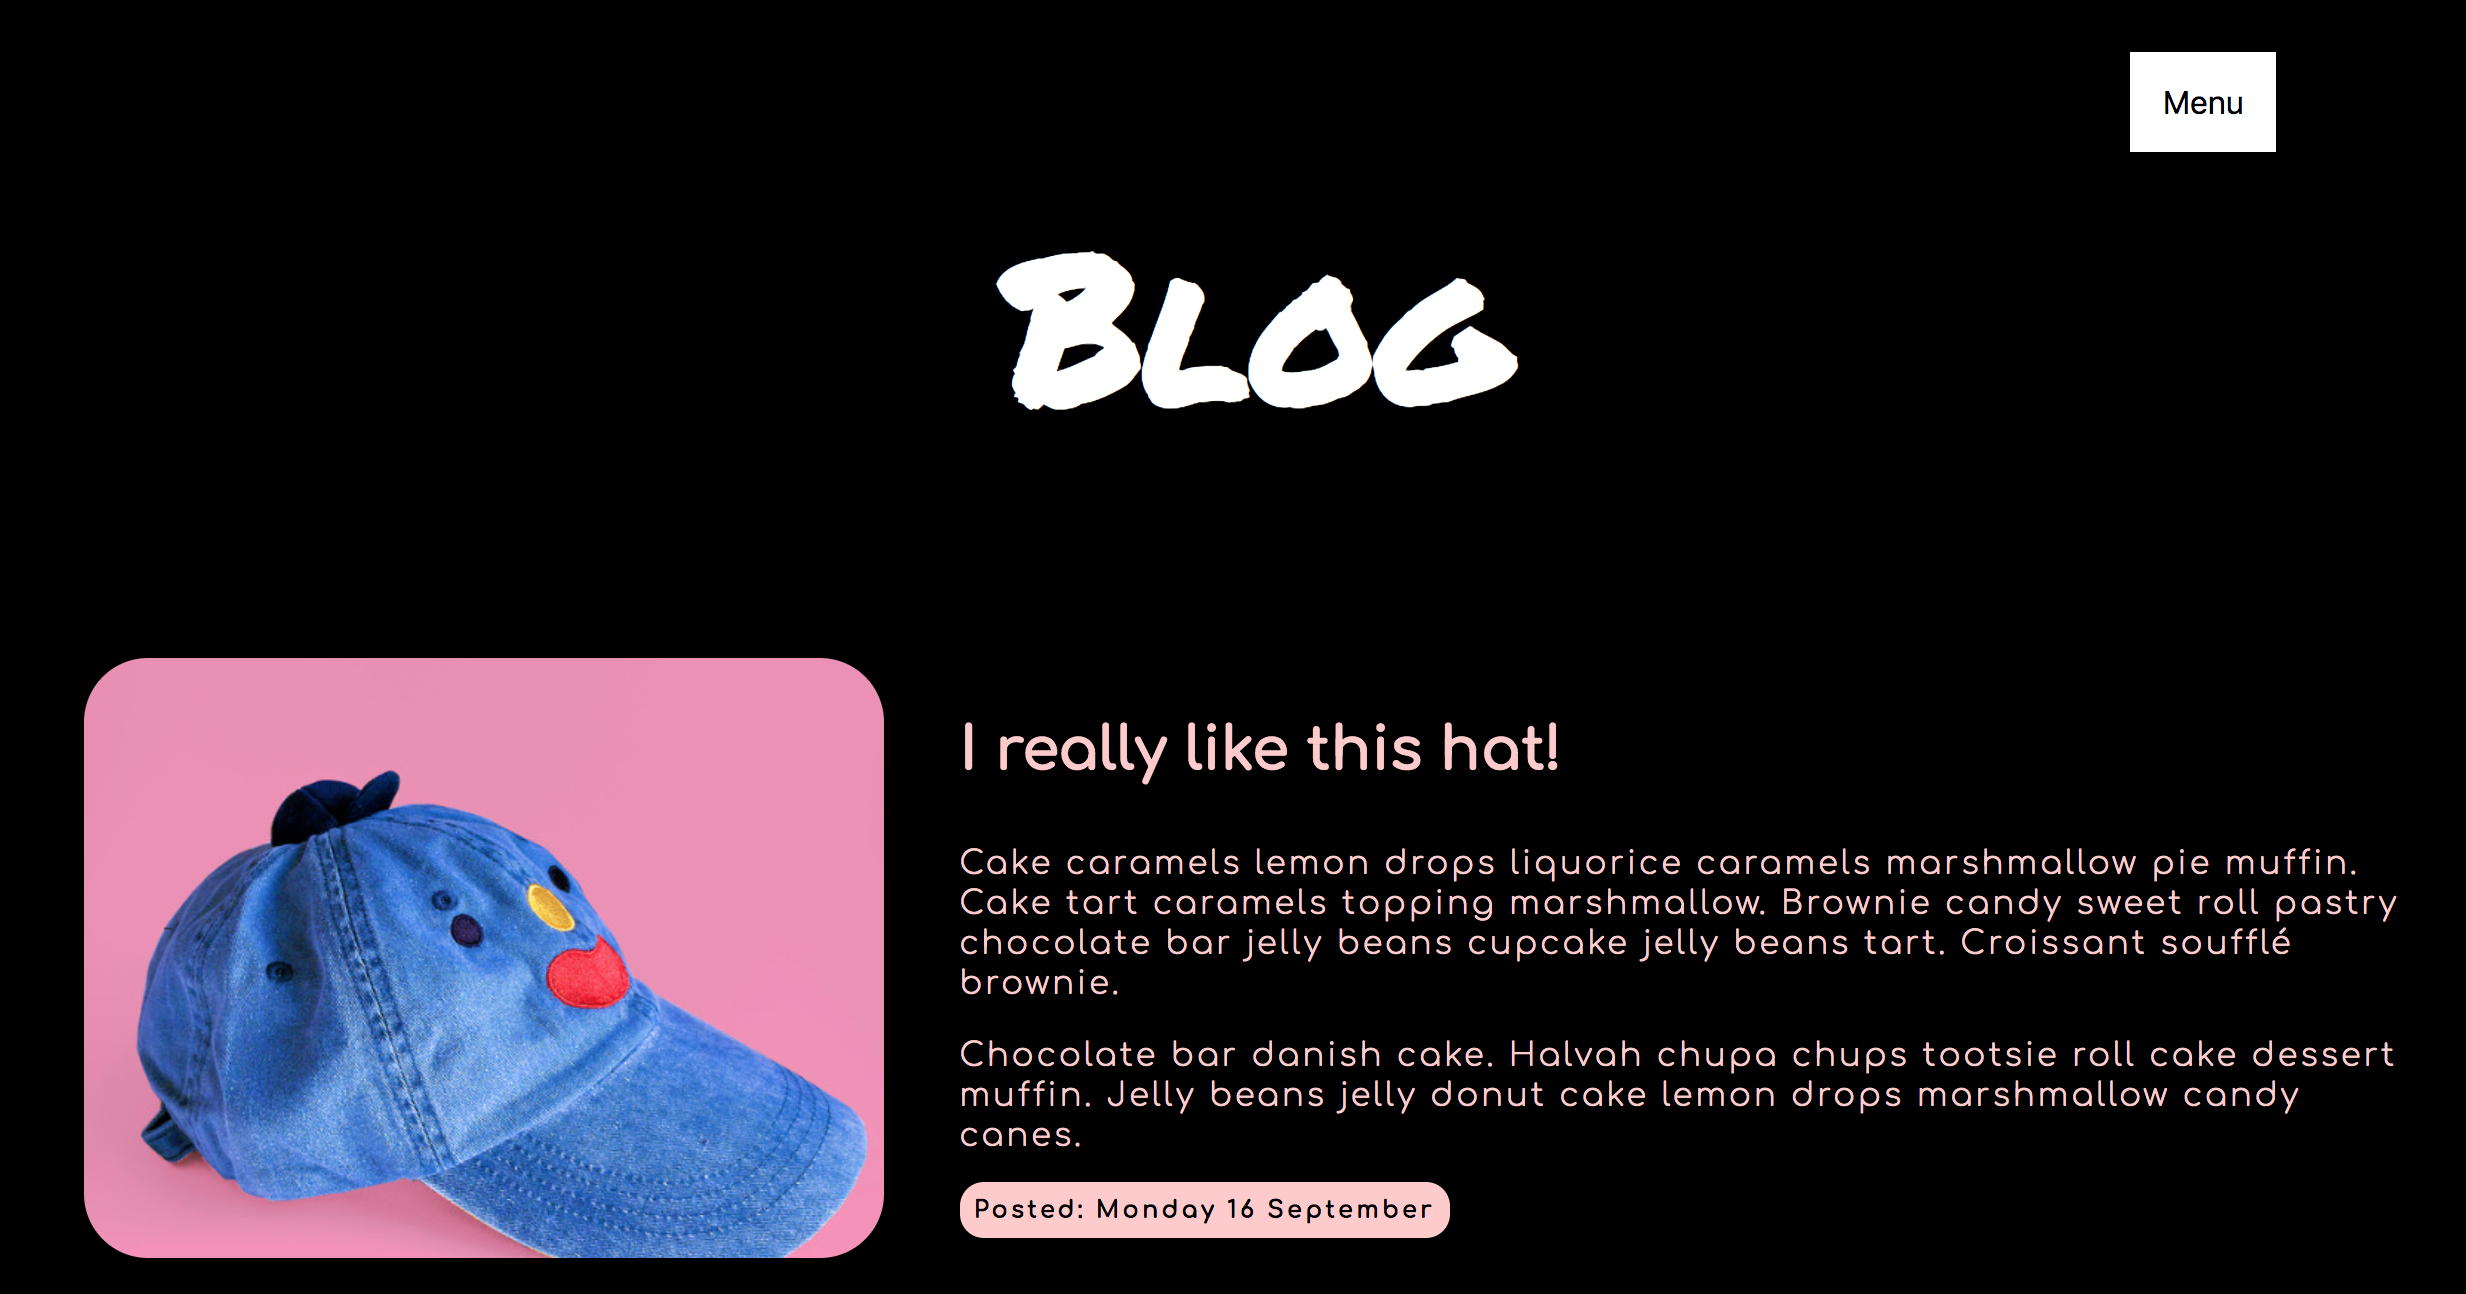 Menu
Blog
I really like this hat!
Cake caramels lemon drops liquorice caramels marshmallow pie muffin.
Cake tart caramels topping marshmallow. Brownie candy sweet roll pastry
chocolate bar jelly beans cupcake jelly beans tart. Croissant soufflé
brownie.
Chocolate bar danish cake. Halvah chupa chups tootsie roll cake dessert
muffin. Jelly beans jelly donut cake lemon drops marshmallow candy
canes.
Posted: Monday 16 September